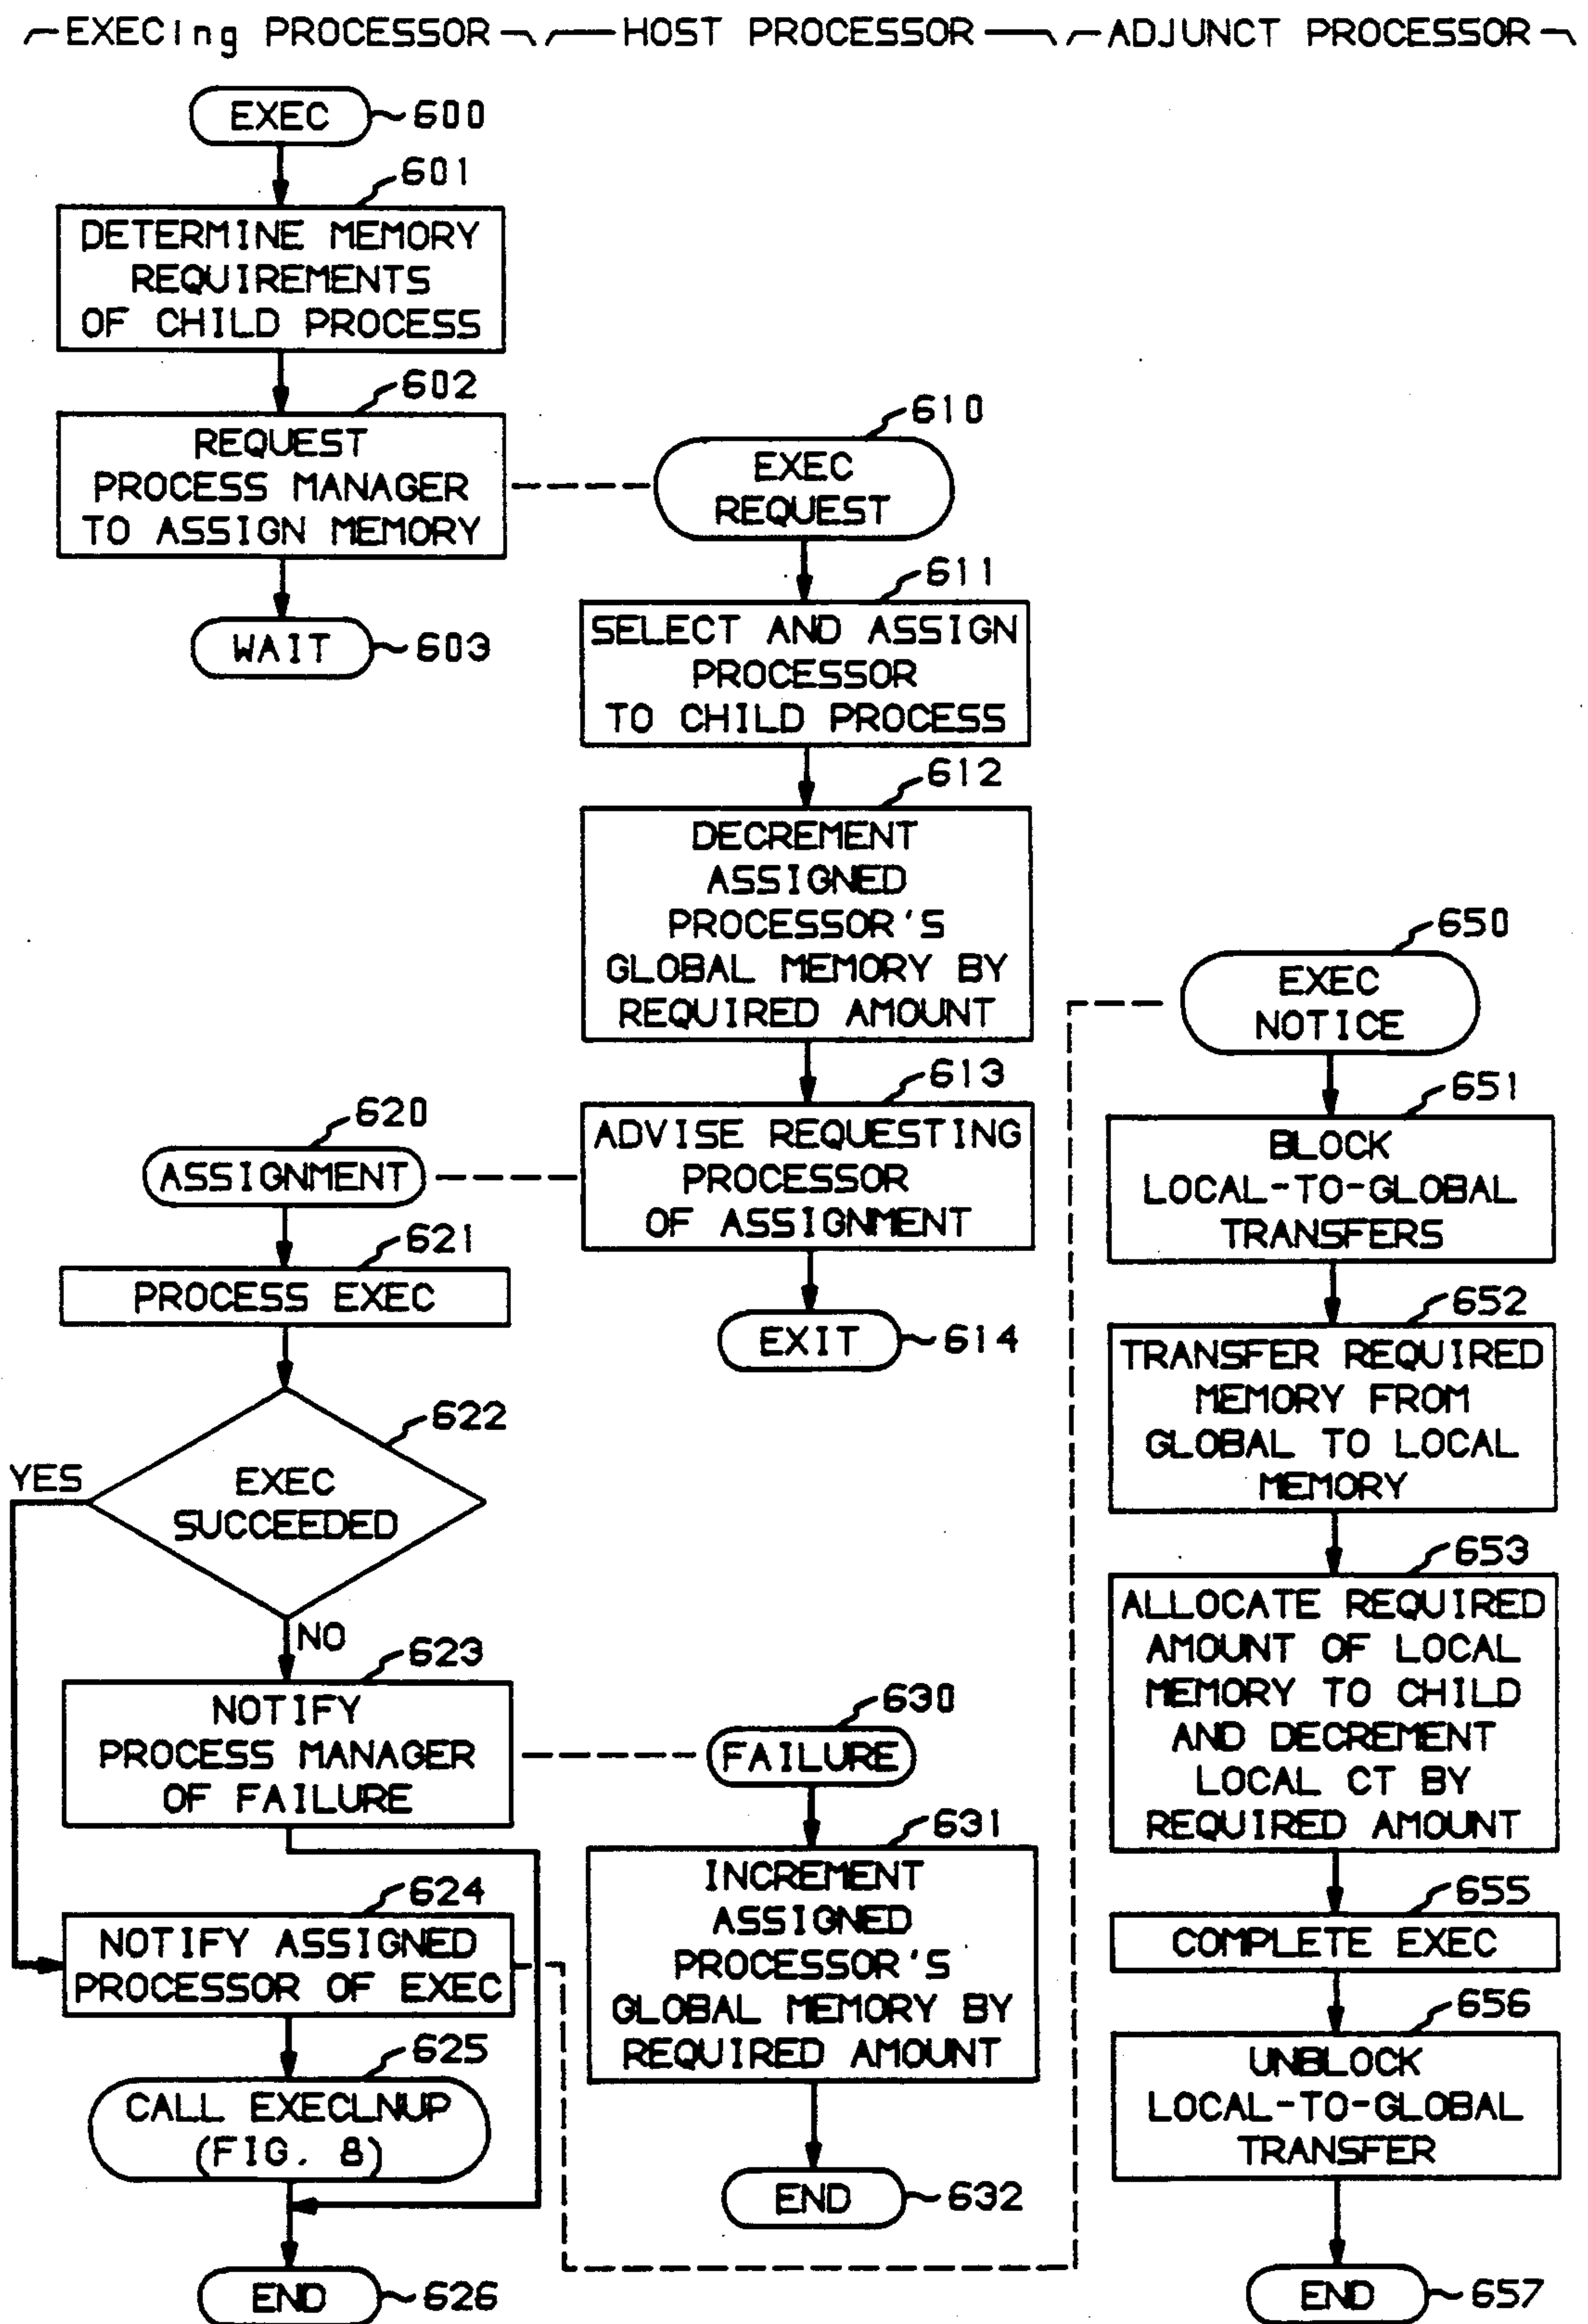 EXECing PROCESSOR
HOST PROCESSOR
ADJUNCT PROCESSOR
EXEC
600
601
DETERMINE MEMORY
REQUIREMENTS
OF CHILD PROCESS
602
REQUEST
PROCESS MANAGER
TO ASSIGN MEMORY
WAIT
603
610
EXEC
REQUEST
611
SELECT AND ASSIGN
PROCESSOR
TO CHILD PROCESS
612
DECREMENT
ASSIGNED
PROCESSOR'S
GLOBAL MEMORY BY
REQUIRED AMOUNT
613
ADVISE REQUESTING
PROCESSOR
OF ASSIGNMENT
EXIT
614
620
ASSIGNMENT
621
PROCESS EXEC
622
EXEC
SUCCEEDED
YES
NO
623
NOTIFY
PROCESS MANAGER
OF FAILURE
624
NOTIFY ASSIGNED
PROCESSOR OF EXEC
625
CALL EXECLNUP
(FIG. 8)
END
626
630
FAILURE
631
INCREMENT
ASSIGNED
PROCESSOR'S
GLOBAL MEMORY BY
REQUIRED AMOUNT
END
632
650
EXEC
NOTICE
651
BLOCK
LOCAL-TO-GLOBAL
TRANSFERS
652
TRANSFER REQUIRED
MEMORY FROM
GLOBAL TO LOCAL
MEMORY
653
ALLOCATE REQUIRED
AMOUNT OF LOCAL
MEMORY TO CHILD
AND DECREMENT
LOCAL CT BY
REQUIRED AMOUNT
655
COMPLETE EXEC
656
UNBLOCK
LOCAL-TO-GLOBAL
TRANSFER
END
657